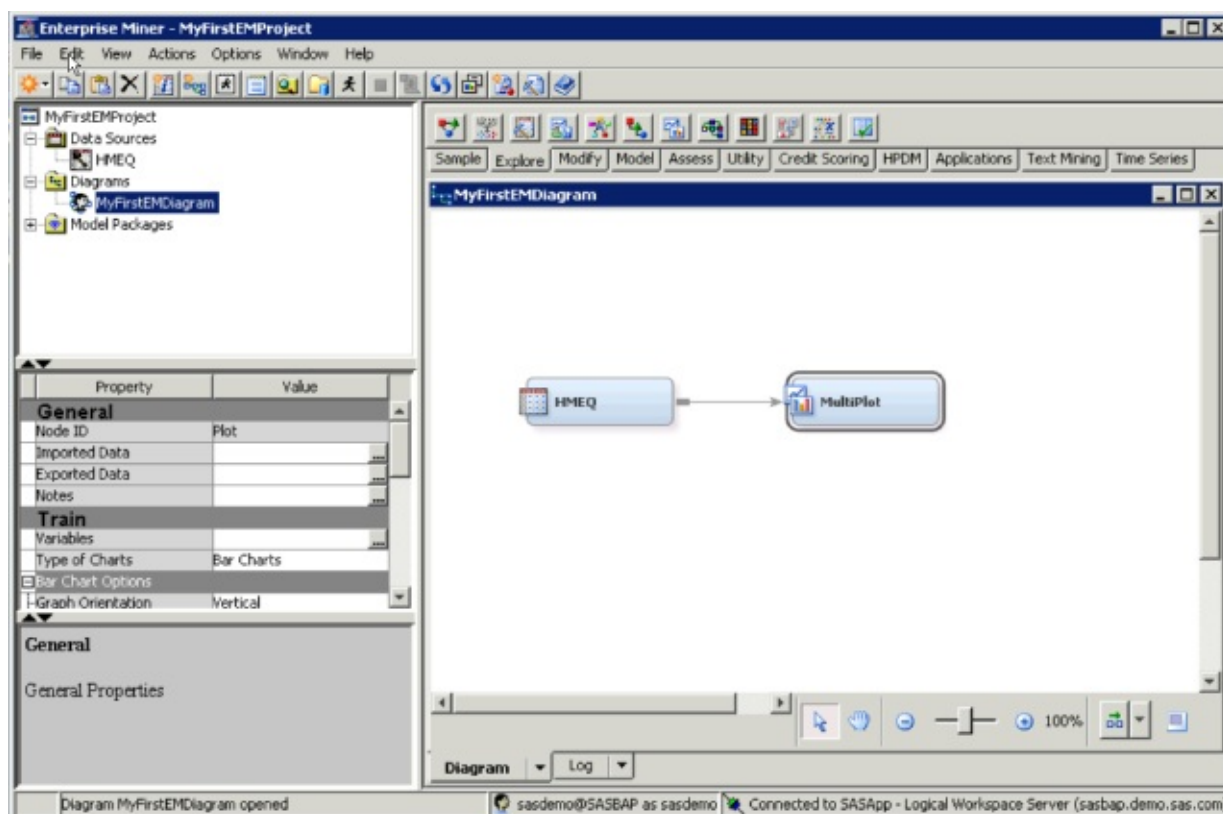 Enterprise Miner - MyFirstEMProject
File Edit View Actions Options Window Help
MyFirstEMProject
Data Sources
HMEQ
Diagrams
MyFirstEMDiagram
Model Packages
Property Value
General
Node ID Plot
Imported Data ...
Exported Data ...
Notes ...
Train
Variables ...
Type of Charts Bar Charts
Bar Chart Options
Graph Orientation Vertical
General
General Properties
Sample Explore Modify Model Assess Utility Credit Scoring HPDM Applications Text Mining Time Series
MyFirstEMDiagram
HMEQ
MultiPlot
100%
Diagram Log
Diagram MyFirstEMDiagram opened
sasdemo@SASBAP as sasdemo
Connected to SASApp - Logical Workspace Server (sasbap.demo.sas.com